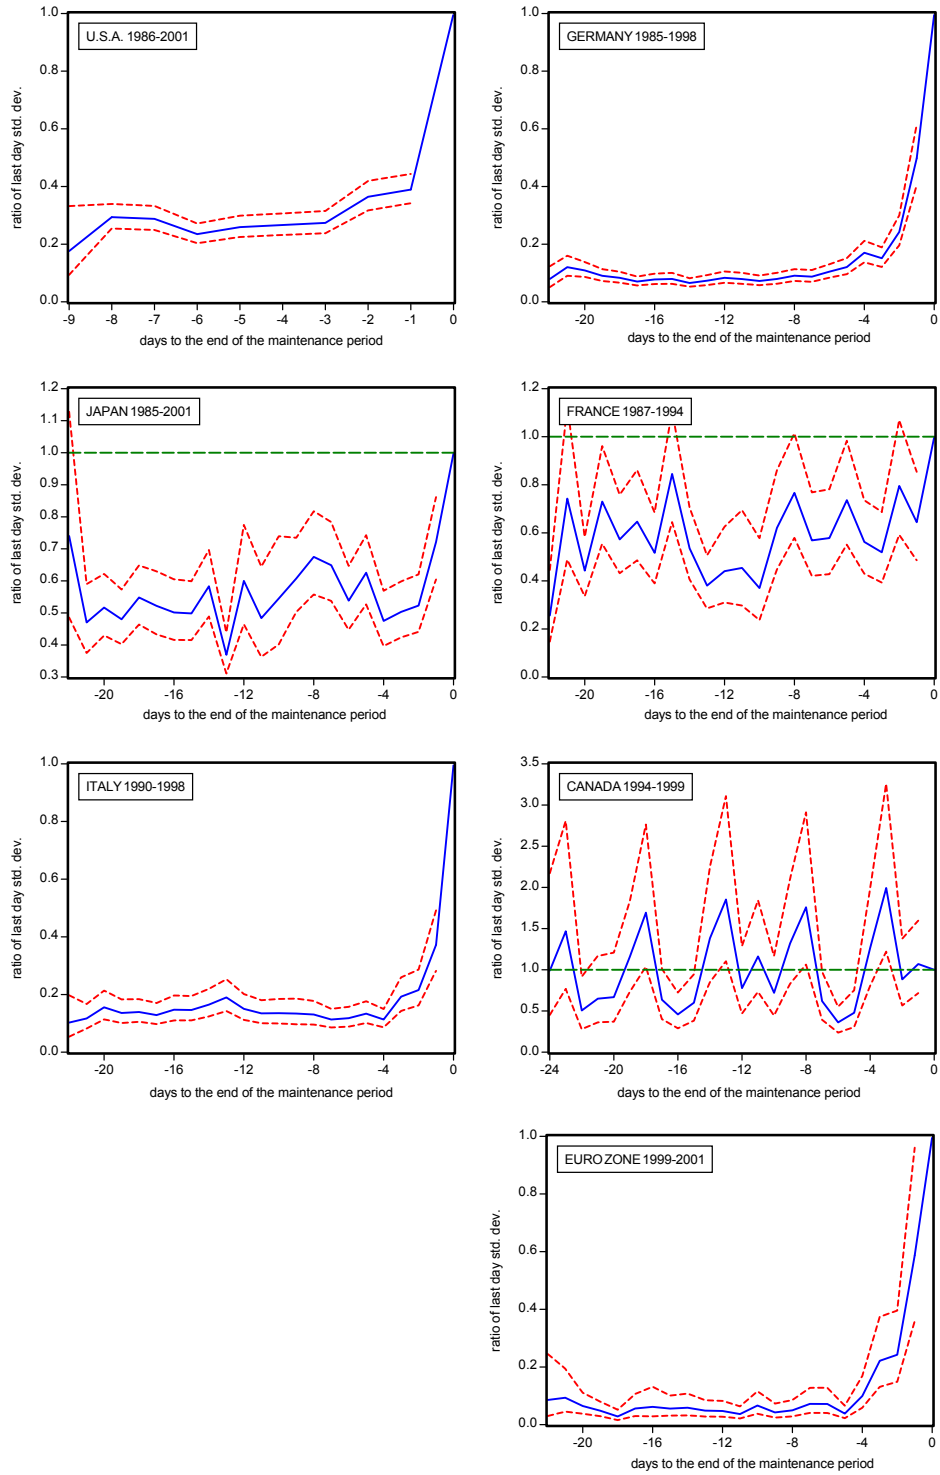 U.S.A. 1986-2001
ratio of last day std. dev.
1.0
0.8
0.6
0.4
0.2
0.0
-9 -8 -7 -6 -5 -4 -3 -2 -1 0
days to the end of the maintenance period
GERMANY 1985-1998
ratio of last day std. dev.
1.0
0.8
0.6
0.4
0.2
0.0
-20 -16 -12 -8 -4 0
days to the end of the maintenance period
JAPAN 1985-2001
ratio of last day std. dev.
1.2
1.1
1.0
0.9
0.8
0.7
0.6
0.5
0.4
0.3
-20 -16 -12 -8 -4 0
days to the end of the maintenance period
FRANCE 1987-1994
ratio of last day std. dev.
1.2
1.0
0.8
0.6
0.4
0.2
0.0
-20 -16 -12 -8 -4 0
days to the end of the maintenance period
ITALY 1990-1998
ratio of last day std. dev.
1.0
0.8
0.6
0.4
0.2
0.0
-20 -16 -12 -8 -4 0
days to the end of the maintenance period
CANADA 1994-1999
ratio of last day std. dev.
3.5
3.0
2.5
2.0
1.5
1.0
0.5
0.0
-24 -20 -16 -12 -8 -4 0
days to the end of the maintenance period
EURO ZONE 1999-2001
ratio of last day std. dev.
1.0
0.8
0.6
0.4
0.2
0.0
-20 -16 -12 -8 -4 0
days to the end of the maintenance period